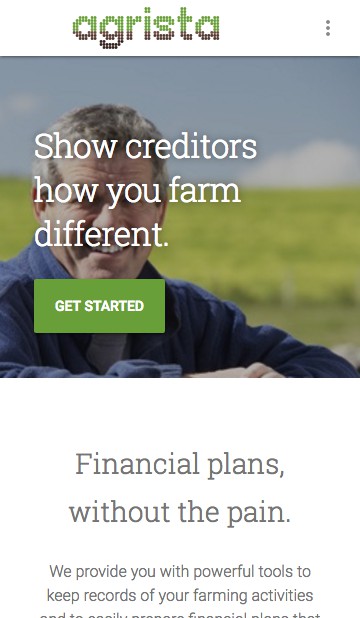 agrista
Show creditors
how you farm
different.
GET STARTED
Financial plans,
without the pain.
We provide you with powerful tools to
keep records of your farming activities
and to easily prepare financial plans that